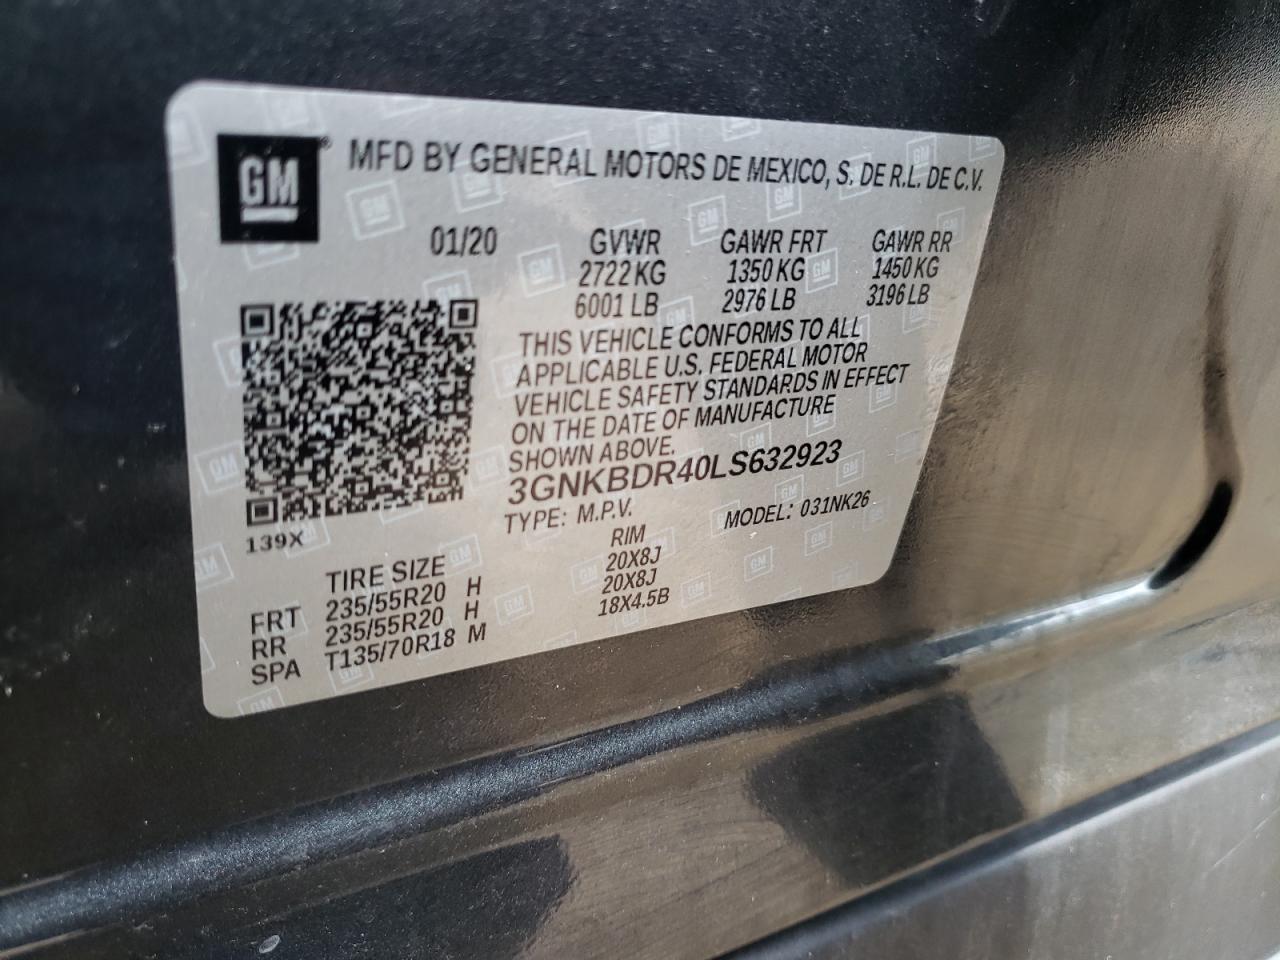 GM ® MFD BY GENERAL MOTORS DE MEXICO, S. DE R.L. DE C.V.
01/20 GVWR GAWR FRT GAWR RR
2722 KG 1350 KG 1450 KG
6001 LB 2976 LB 3196 LB
THIS VEHICLE CONFORMS TO ALL
APPLICABLE U.S. FEDERAL MOTOR
VEHICLE SAFETY STANDARDS IN EFFECT
ON THE DATE OF MANUFACTURE
SHOWN ABOVE.
3GNKBDR40LS632923
TYPE: M.P.V. MODEL: 031NK26
139X
TIRE SIZE RIM
FRT 235/55R20 H 20X8J
RR 235/55R20 H 20X8J
SPA T135/70R18 M 18X4.5B